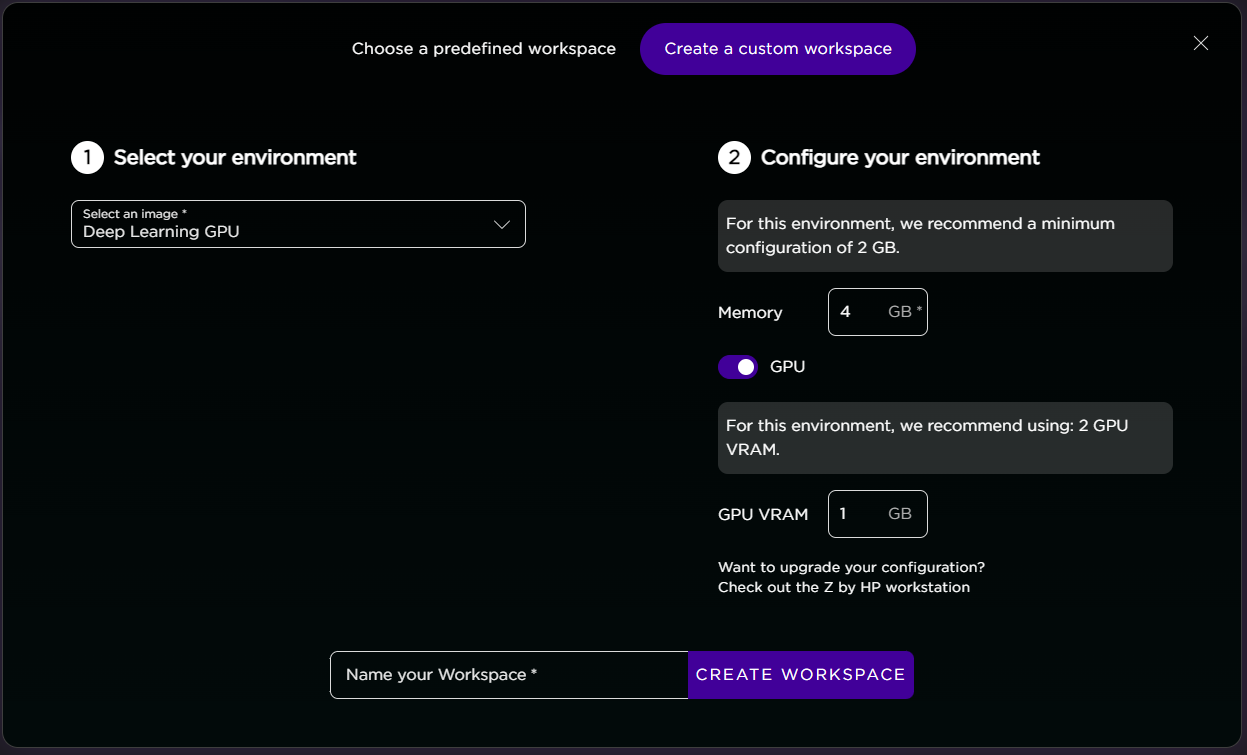 Choose a predefined workspace
Create a custom workspace
1 Select your environment
Select an image *
Deep Learning GPU
2 Configure your environment
For this environment, we recommend a minimum
configuration of 2 GB.
Memory 4 GB *
GPU
For this environment, we recommend using: 2 GPU
VRAM.
GPU VRAM 1 GB
Want to upgrade your configuration?
Check out the Z by HP workstation
Name your Workspace *
CREATE WORKSPACE